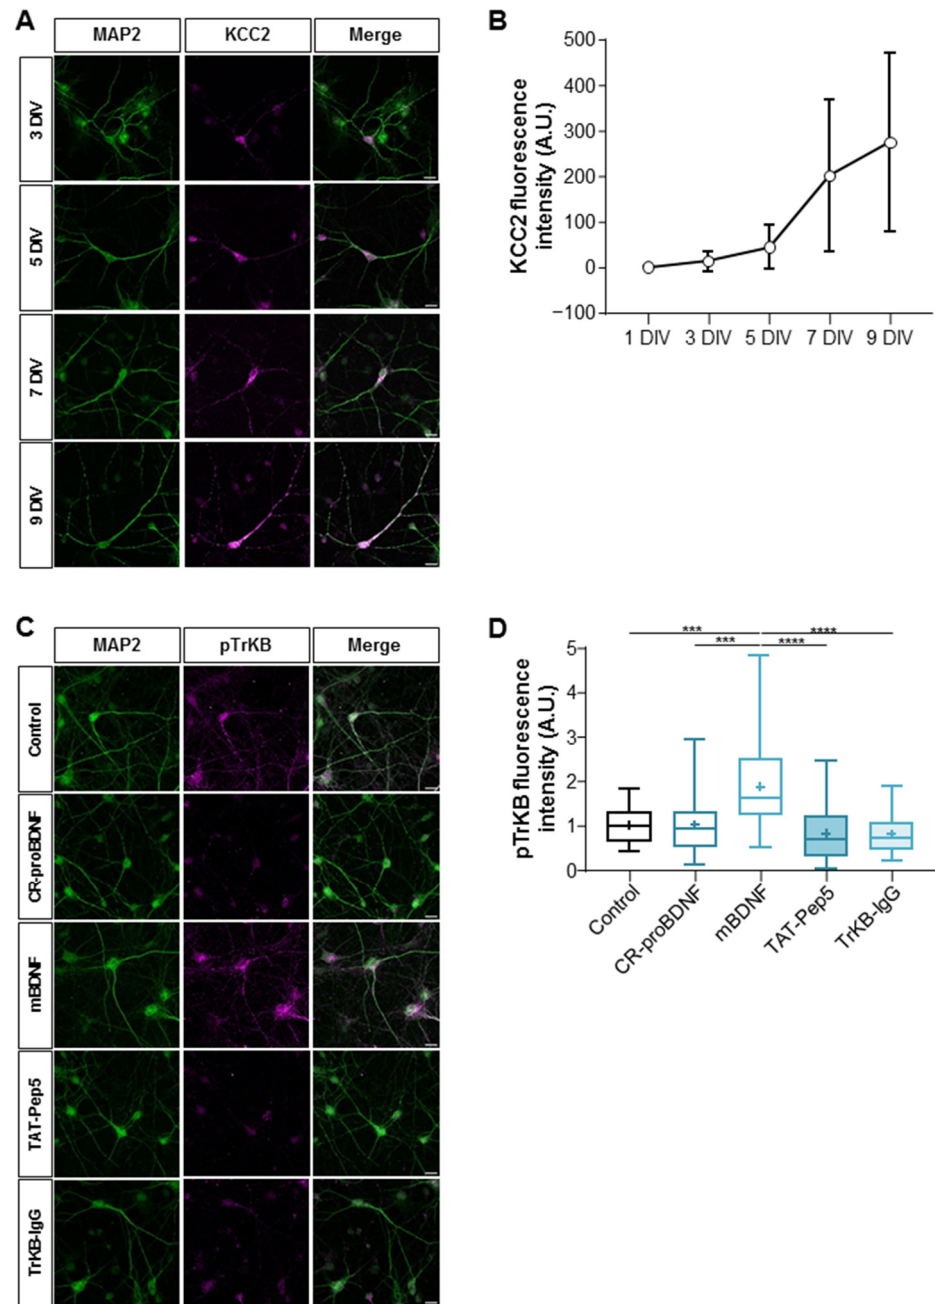 A
MAP2 KCC2 Merge
3 DIV
5 DIV
7 DIV
9 DIV
B
KCC2 fluorescence
intensity (A.U.)
500
400
300
200
100
0
−100
1 DIV 3 DIV 5 DIV 7 DIV 9 DIV
C
MAP2 pTrKB Merge
Control
CR-proBDNF
mBDNF
TAT-Pep5
TrKB-IgG
D
*** ****
*** ****
pTrKB fluorescence
intensity (A.U.)
5
4
3
2
1
0
Control CR-proBDNF mBDNF TAT-Pep5 TrKB-IgG